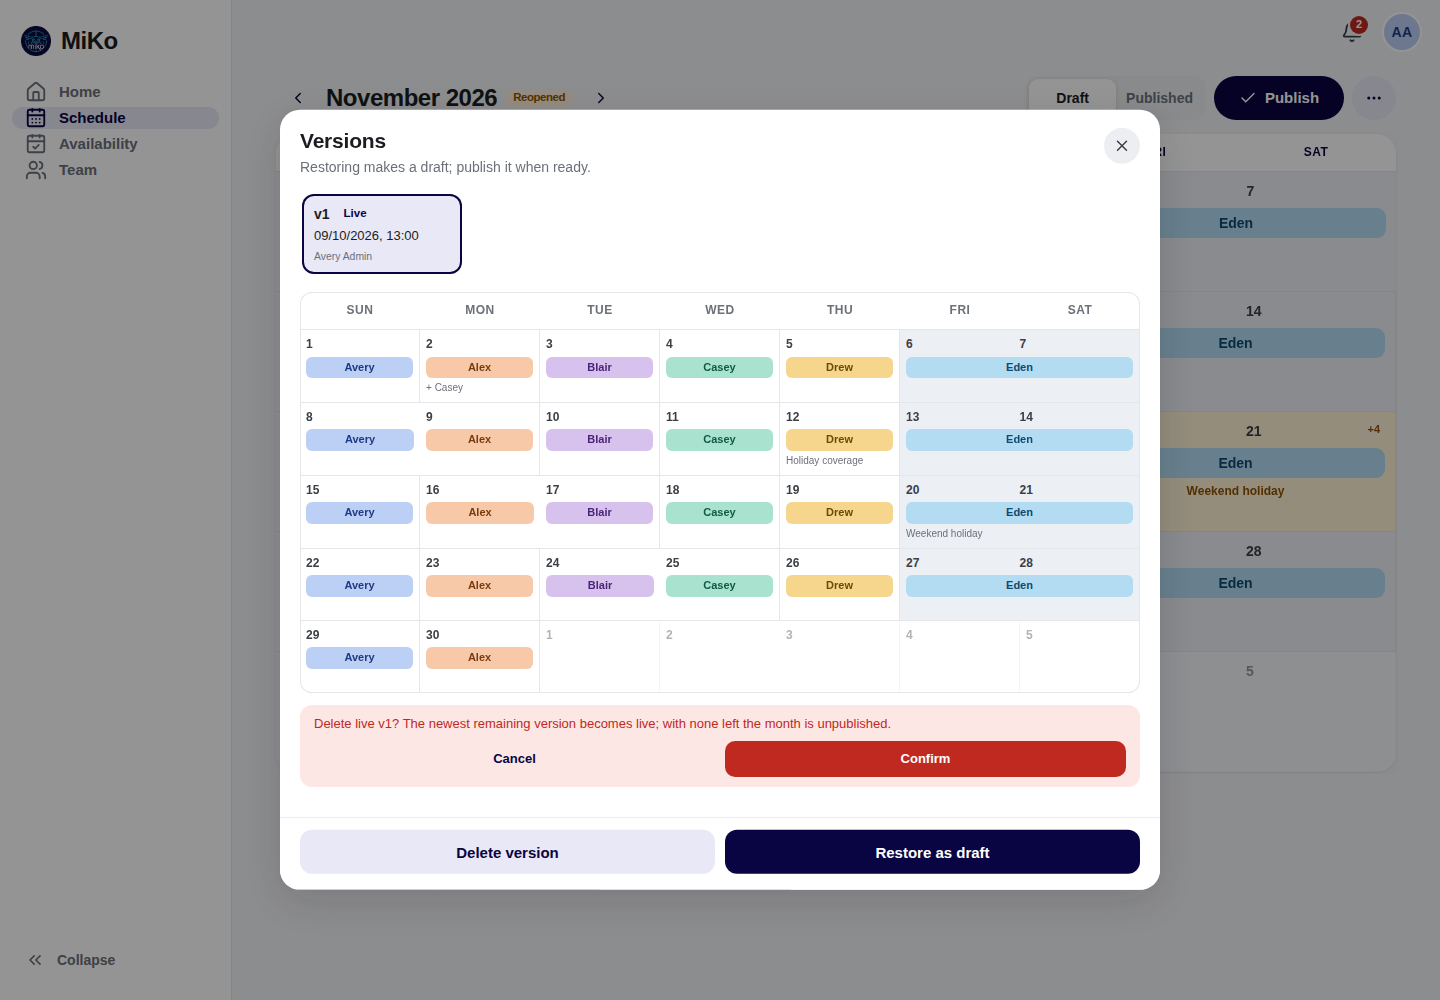 miko
MiKo
Home
Schedule
Availability
Team
Collapse
2
AA
November 2026
Reopened
Draft
Published
Publish
SAT
7
Eden
14
Eden
21
+4
Eden
Weekend holiday
28
Eden
5
Versions
Restoring makes a draft; publish it when ready.
v1 Live
09/10/2026, 13:00
Avery Admin
SUN MON TUE WED THU FRI SAT
1 2 3 4 5 6 7
Avery Alex Blair Casey Drew Eden
+ Casey
8 9 10 11 12 13 14
Avery Alex Blair Casey Drew Eden
Holiday coverage
15 16 17 18 19 20 21
Avery Alex Blair Casey Drew Eden
Weekend holiday
22 23 24 25 26 27 28
Avery Alex Blair Casey Drew Eden
29 30 1 2 3 4 5
Avery Alex
Delete live v1? The newest remaining version becomes live; with none left the month is unpublished.
Cancel Confirm
Delete version Restore as draft